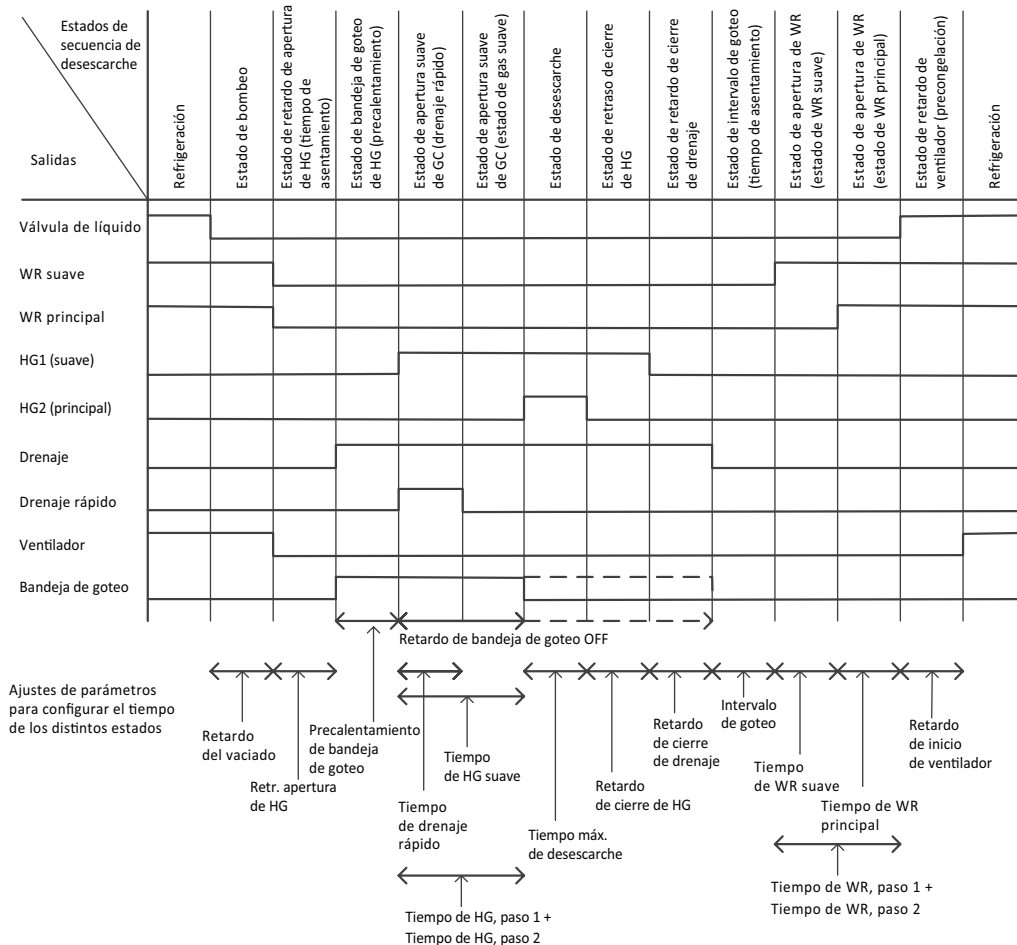 Estados de
secuencia de
desescarche
Salidas
Refrigeración
Estado de bombeo
Estado de retardo de apertura
de HG (tiempo de
asentamiento)
Estado de bandeja de goteo
de HG (precalentamiento)
Estado de apertura suave
de GC (drenaje rápido)
Estado de apertura suave
de GC (estado de gas suave)
Estado de desescarche
Estado de retraso de cierre
de HG
Estado de retardo de cierre
de drenaje
Estado de intervalo de goteo
(tiempo de asentamiento)
Estado de apertura de WR
(estado de WR suave)
Estado de apertura de WR
(estado de WR principal)
Estado de retardo de
ventilador (precongelación)
Refrigeración
Válvula de líquido
WR suave
WR principal
HG1 (suave)
HG2 (principal)
Drenaje
Drenaje rápido
Ventilador
Bandeja de goteo
Retardo de bandeja de goteo OFF
Ajustes de parámetros
para configurar el tiempo
de los distintos estados
Retardo
del vaciado
Retr. apertura
de HG
Precalentamiento
de bandeja
de goteo
Tiempo
de drenaje
rápido
Tiempo
de HG suave
Tiempo de HG, paso 1 +
Tiempo de HG, paso 2
Tiempo máx.
de desescarche
Retardo
de cierre de HG
Retardo
de cierre
de drenaje
Intervalo
de goteo
Tiempo
de WR suave
Tiempo de WR
principal
Tiempo de WR, paso 1 +
Tiempo de WR, paso 2
Retardo
de inicio
de ventilador